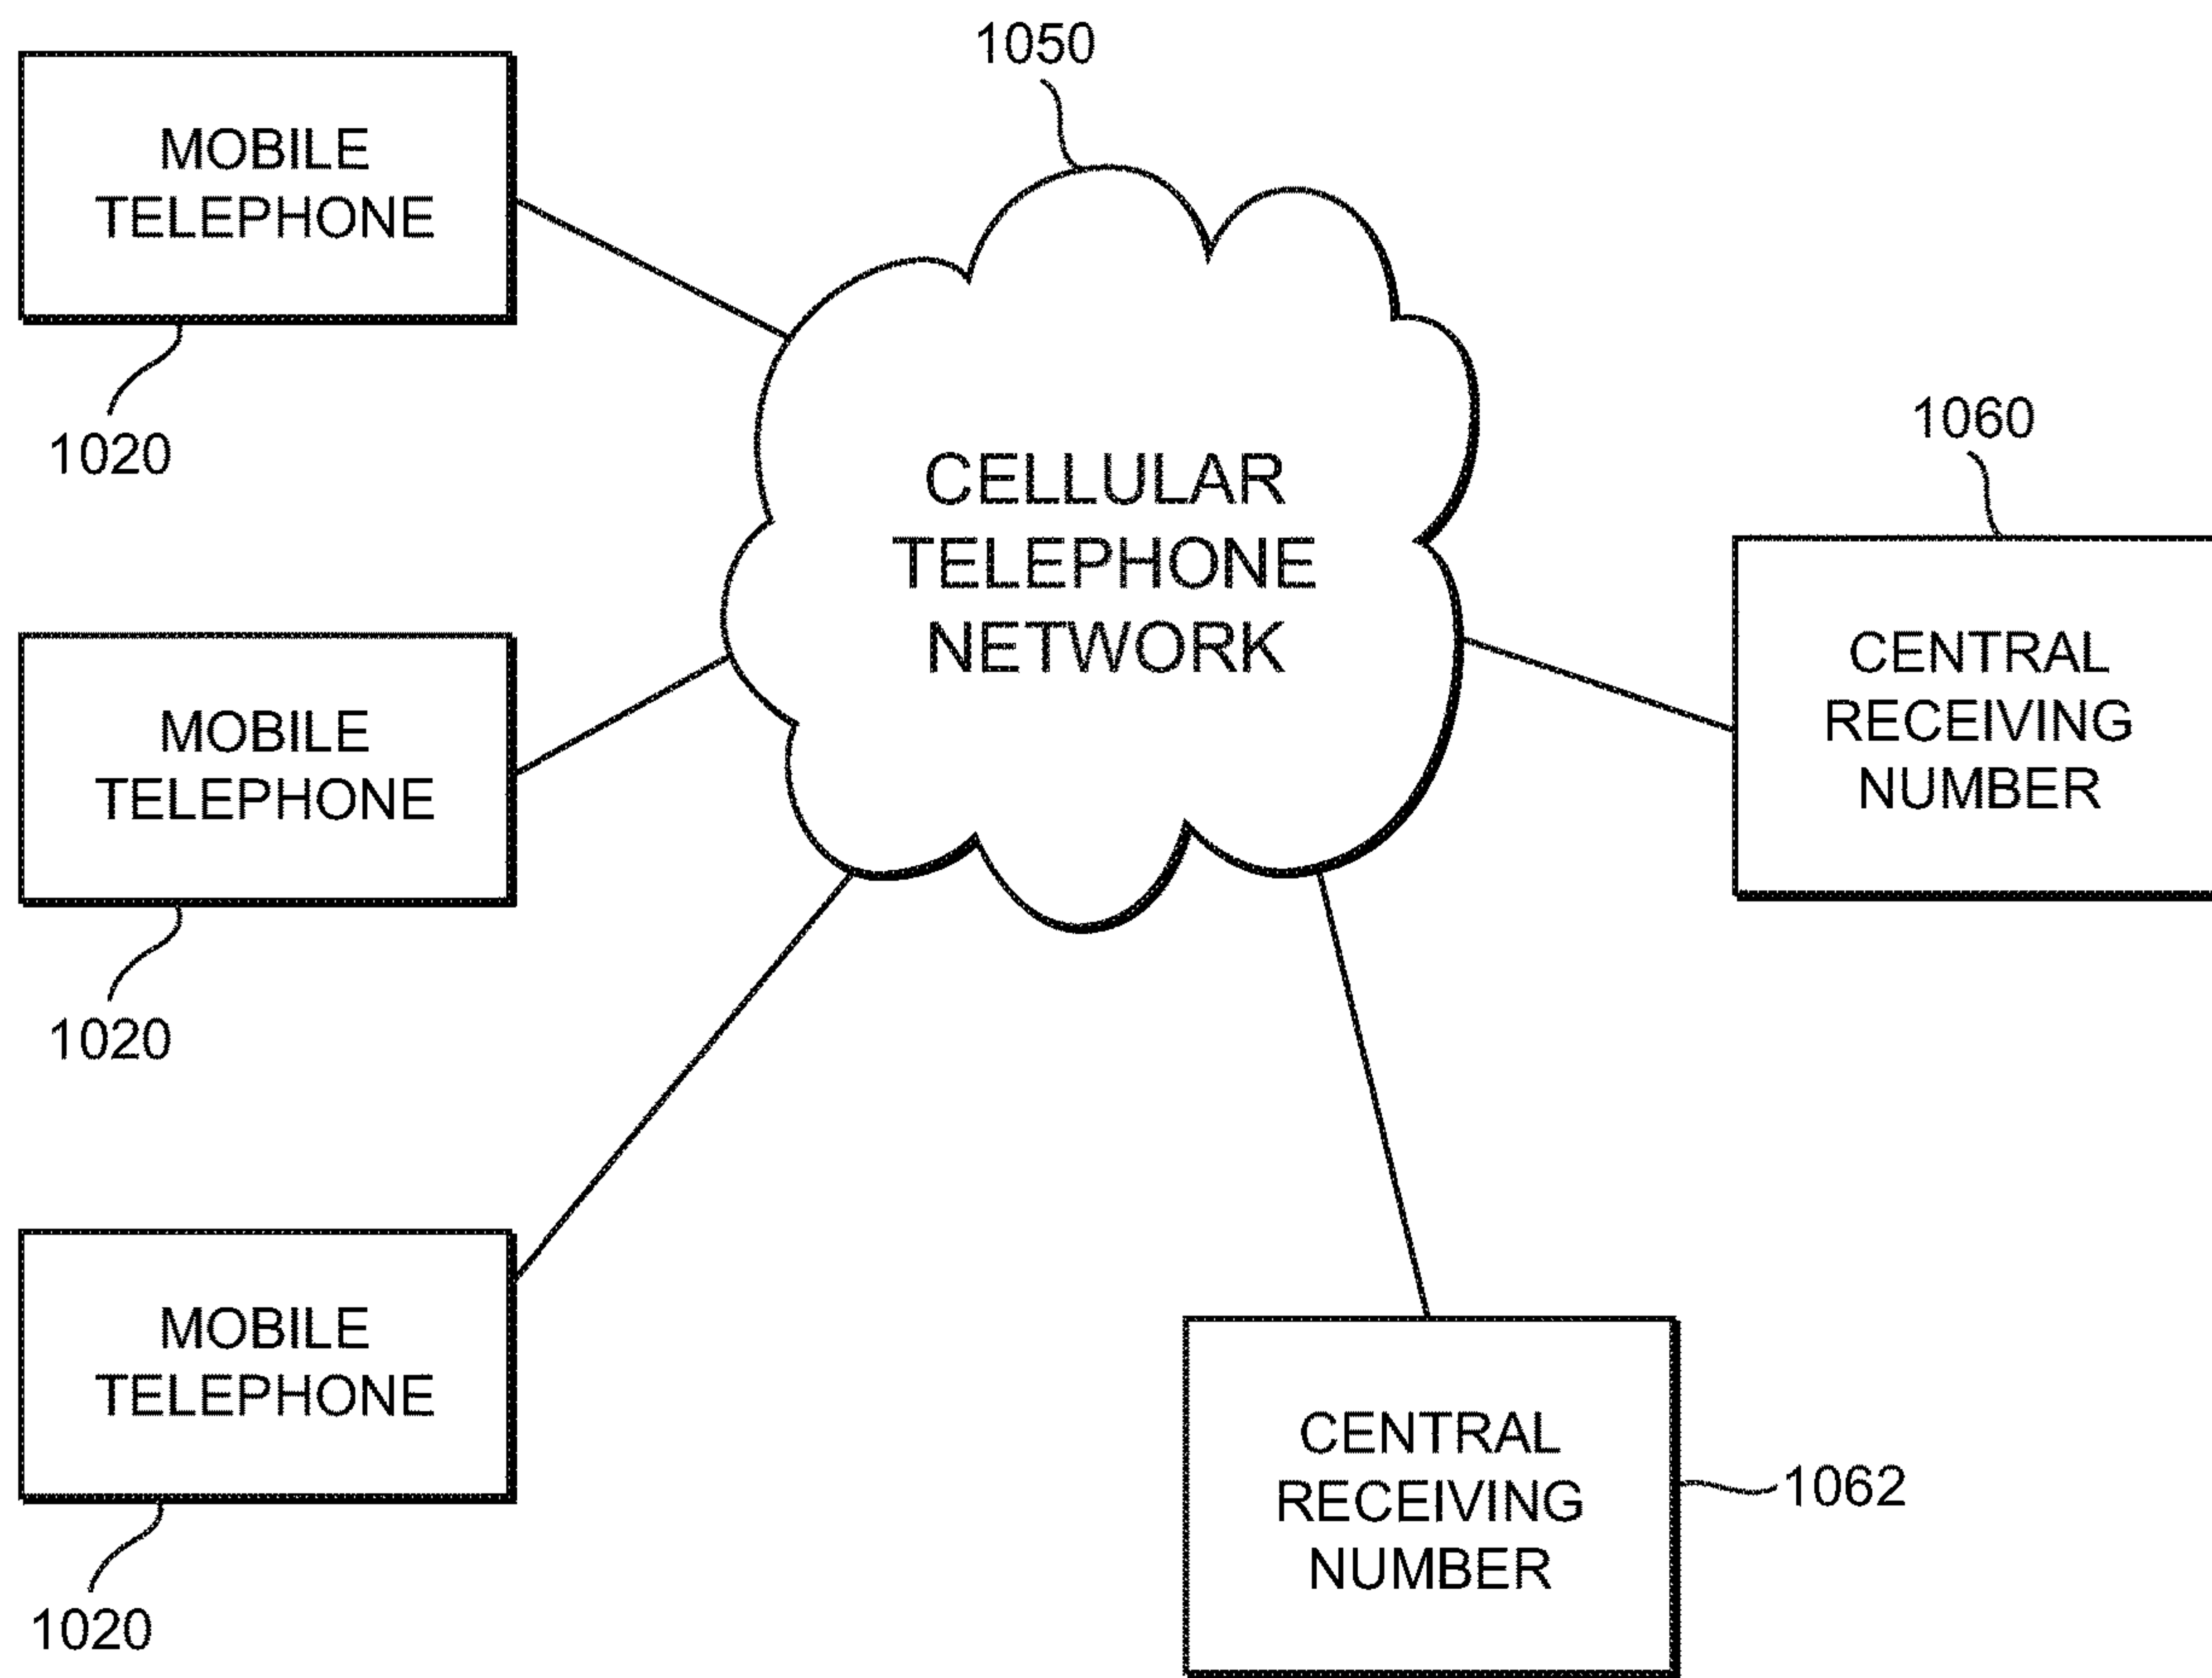 1050
MOBILE
TELEPHONE
1020
CELLULAR
TELEPHONE
NETWORK
1060
CENTRAL
RECEIVING
NUMBER
MOBILE
TELEPHONE
1020
MOBILE
TELEPHONE
1020
CENTRAL
RECEIVING
NUMBER
1062